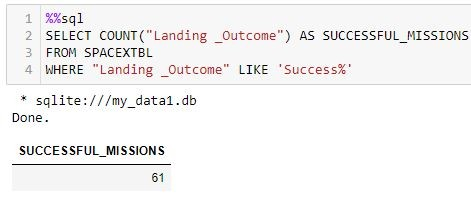 1 %%sql
2 SELECT COUNT("Landing _Outcome") AS SUCCESSFUL_MISSIONS
3 FROM SPACEXTBL
4 WHERE "Landing _Outcome" LIKE 'Success%'
* sqlite:///my_data1.db
Done.
SUCCESSFUL_MISSIONS
61